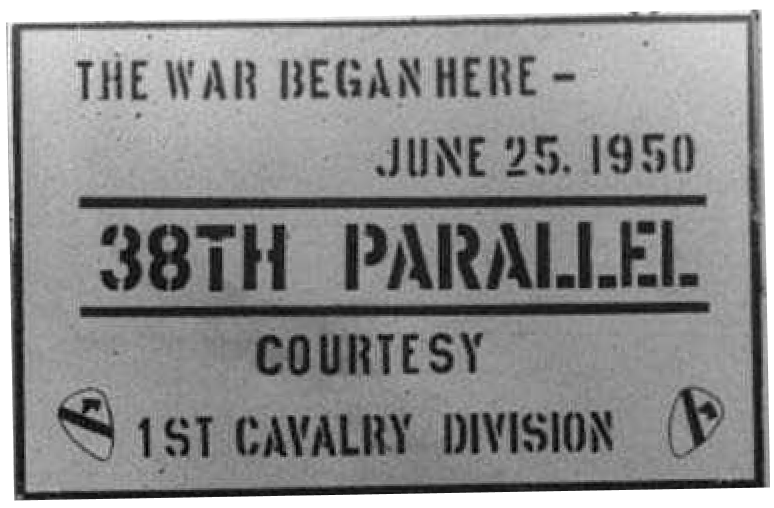 THE WAR BEGAN HERE –
JUNE 25. 1950
38TH PARALLEL
COURTESY
1ST CAVALRY DIVISION